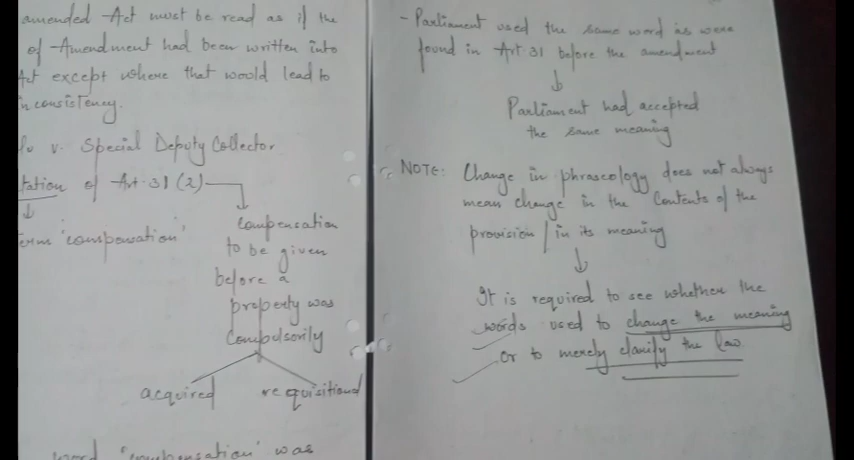 amended Act must be read as if the
of Amendment had been written into
Act except where that would lead to
inconsistency.
v. Special Deputy Collector
tation of Art. 31 (2)
compensation
to be given
before a
property was
Compulsorily
acquired requisitioned
term 'compensation'
word 'compensation' was
- Parliament used the same word as were
found in Art 31 before the amendment
↓
Parliament had accepted
the same meaning
NOTE: Change in phraseology does not always
mean change in the contents of the
provision / in its meaning
↓
It is required to see whether the
words used to change the meaning
or to merely clarify the law